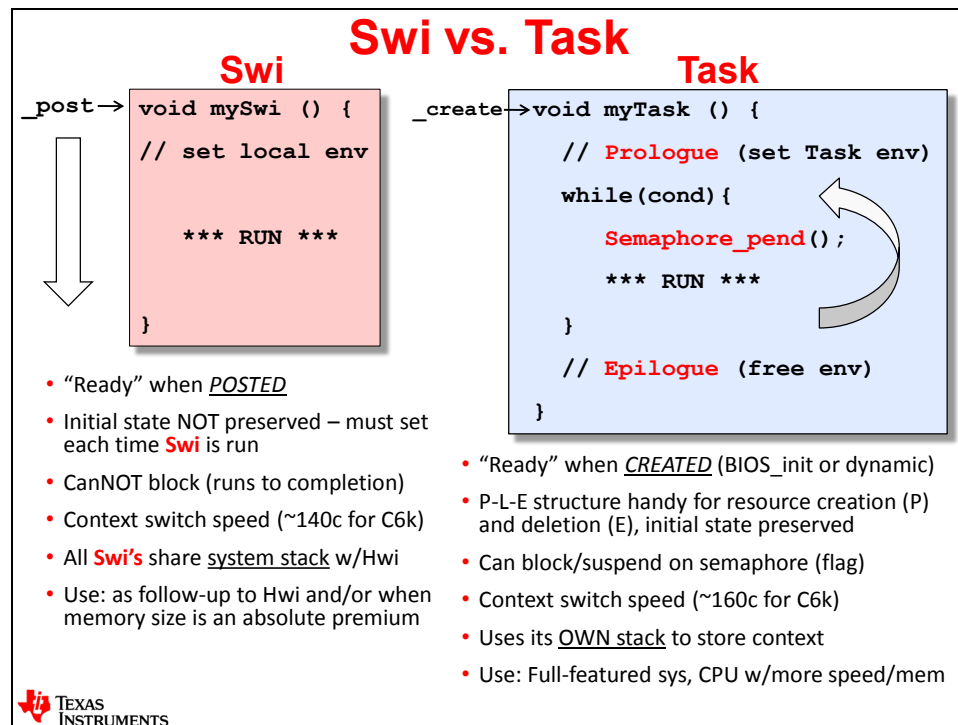 Swi vs. Task
Swi
_post
void mySwi () {
// set local env
*** RUN ***
}
• “Ready” when POSTED
• Initial state NOT preserved – must set
each time Swi is run
• CanNOT block (runs to completion)
• Context switch speed (~140c for C6k)
• All Swi’s share system stack w/Hwi
• Use: as follow-up to Hwi and/or when
memory size is an absolute premium
Task
_create
void myTask () {
// Prologue (set Task env)
while(cond){
Semaphore_pend();
*** RUN ***
}
// Epilogue (free env)
}
• “Ready” when CREATED (BIOS_init or dynamic)
• P-L-E structure handy for resource creation (P)
and deletion (E), initial state preserved
• Can block/suspend on semaphore (flag)
• Context switch speed (~160c for C6k)
• Uses its OWN stack to store context
• Use: Full-featured sys, CPU w/more speed/mem
TEXAS
INSTRUMENTS